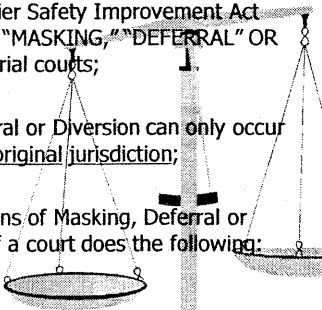 ier Safety Improvement Act
"MASKING," "DEFERRAL" OR
rial courts;
ral or Diversion can only occur
original jurisdiction;
ns of Masking, Deferral or
f a court does the following: